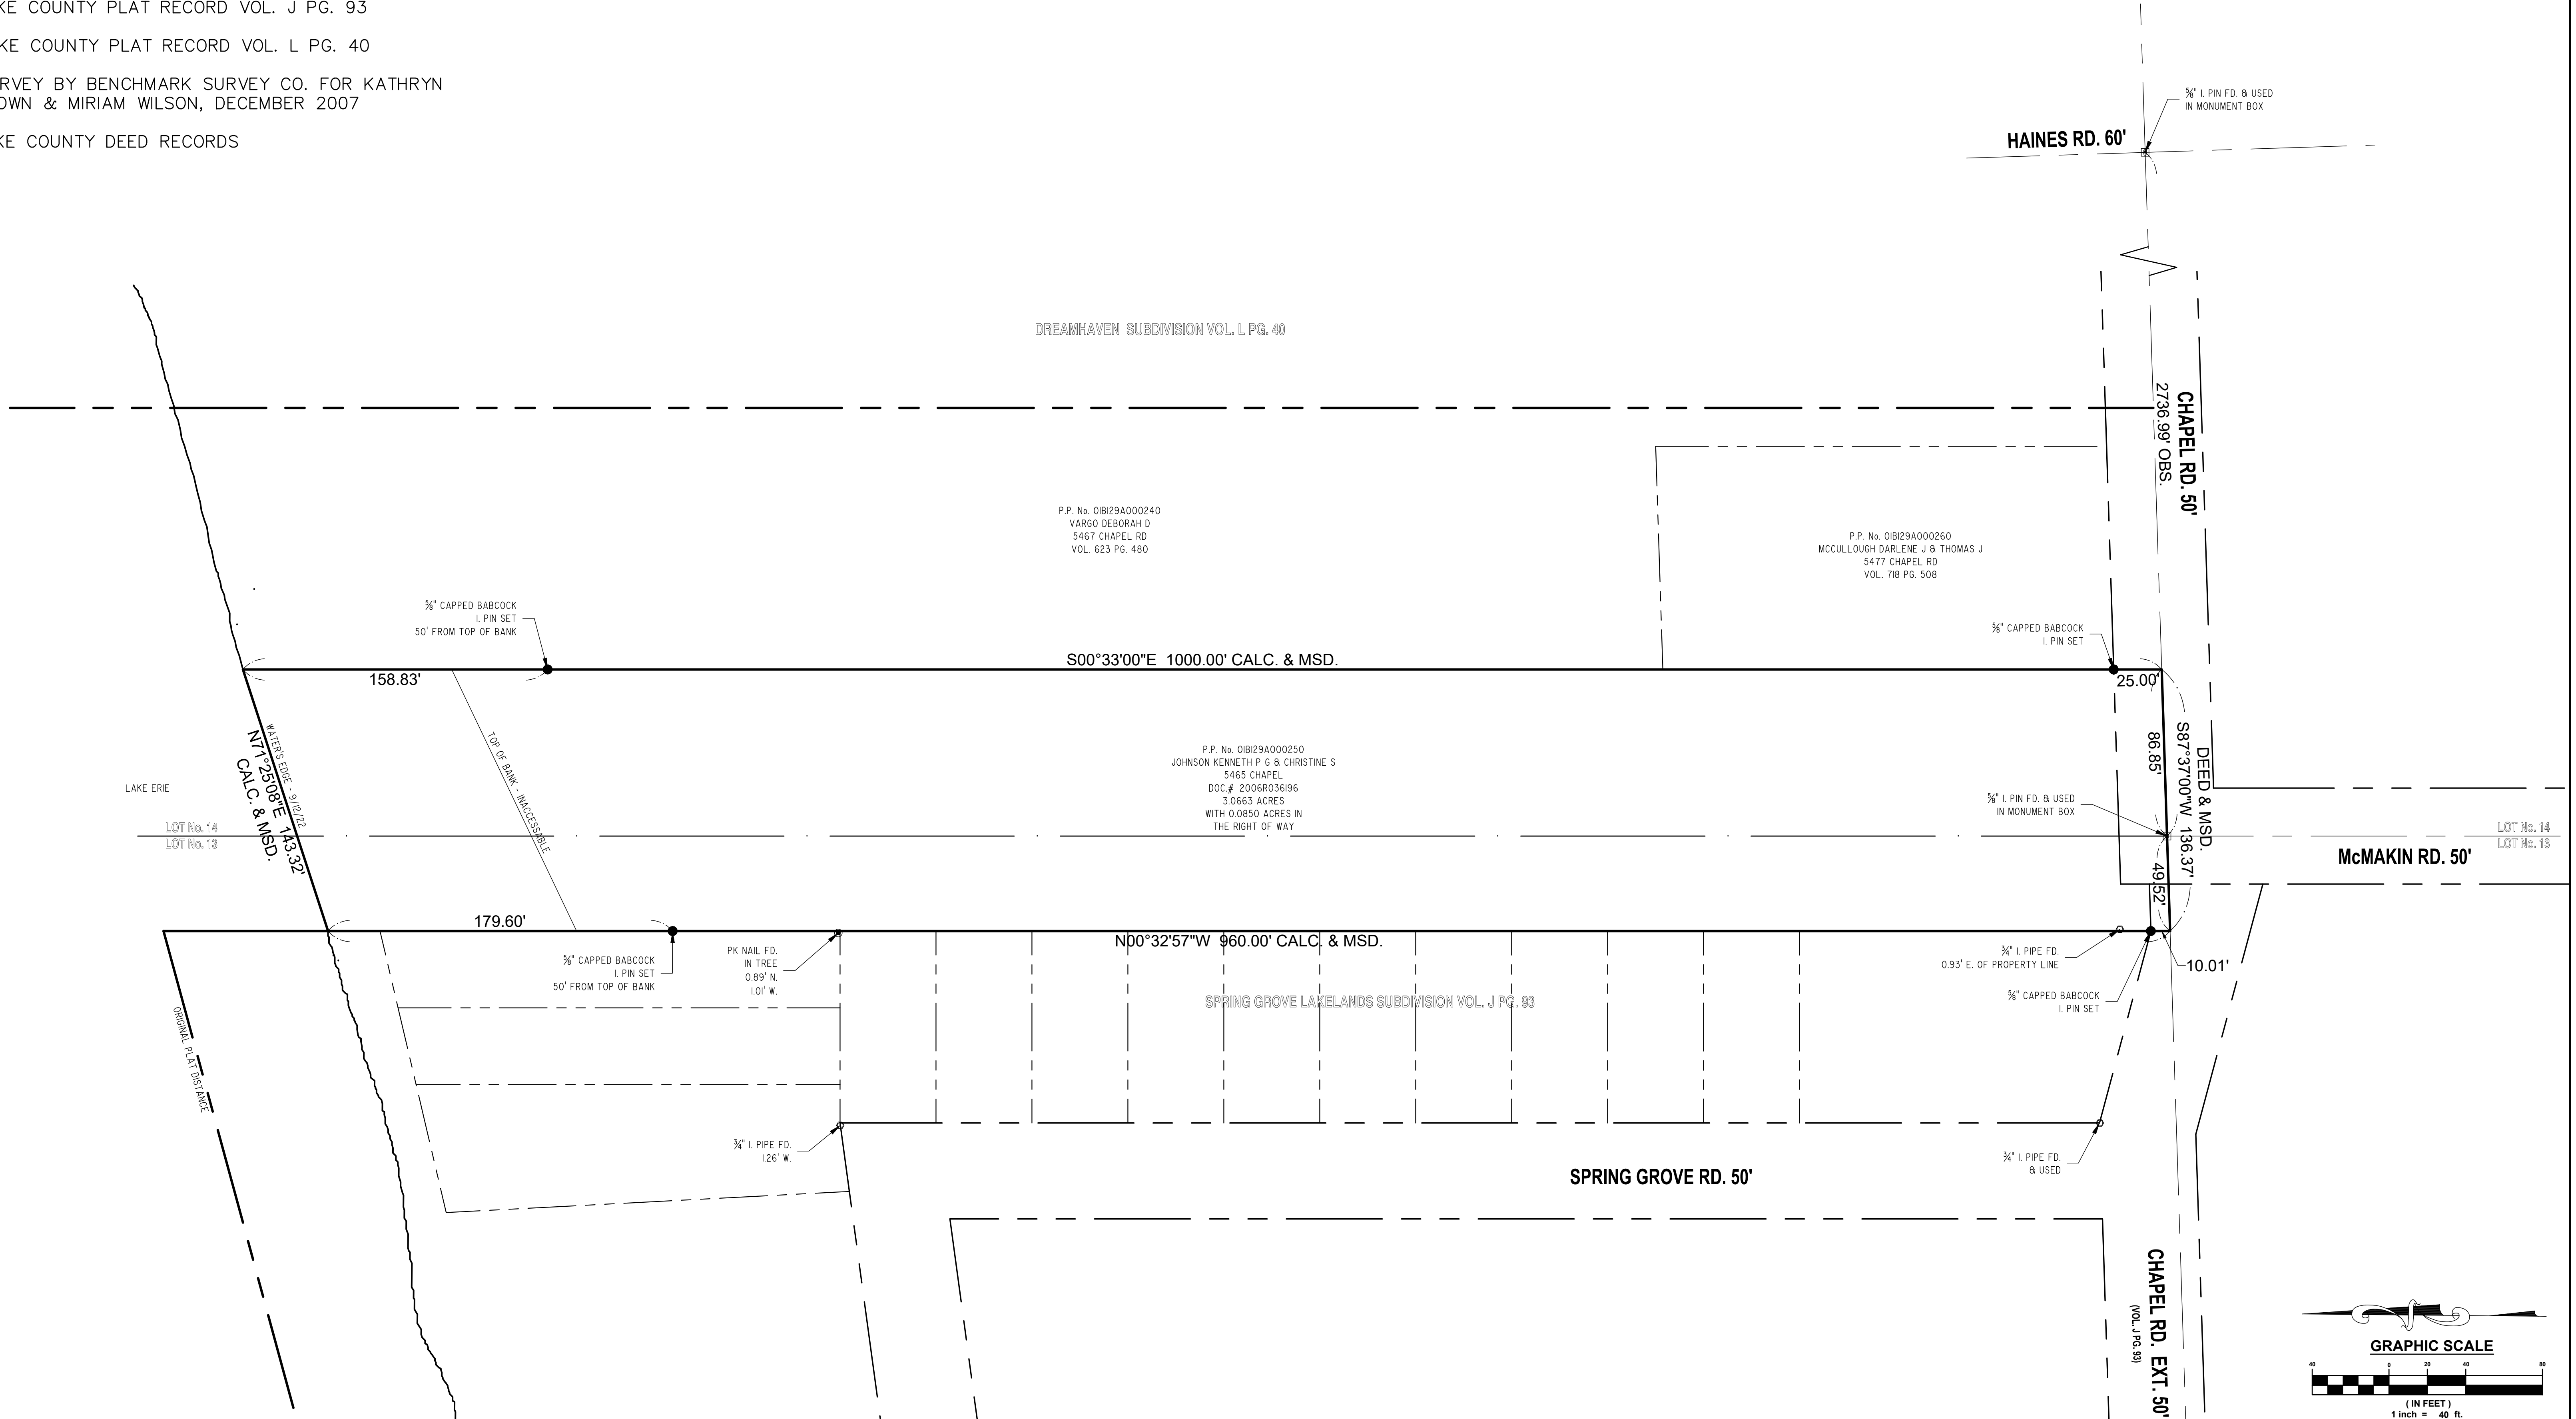 KE COUNTY PLAT RECORD VOL. J PG. 93
KE COUNTY PLAT RECORD VOL. L PG. 40
RVEY BY BENCHMARK SURVEY CO. FOR KATHRYN
OWN & MIRIAM WILSON, DECEMBER 2007
KE COUNTY DEED RECORDS
⅝" I. PIN FD. & USED
IN MONUMENT BOX
HAINES RD. 60'
DREAMHAVEN SUBDIVISION VOL. L PG. 40
CHAPEL RD. 50'
2736.99' OBS.
P.P. No. 01B129A000240
VARGO DEBORAH D
5467 CHAPEL RD
VOL. 623 PG. 480
P.P. No. 01B129A000260
MCCULLOUGH DARLENE J & THOMAS J
5477 CHAPEL RD
VOL. 718 PG. 508
⅝" CAPPED BABCOCK
I. PIN SET
50' FROM TOP OF BANK
⅝" CAPPED BABCOCK
I. PIN SET
S00°33'00"E 1000.00' CALC. & MSD.
158.83'
25.00'
WATER'S EDGE - 9/12/22
N71°25'08"E 143.32'
CALC. & MSD.
TOP OF BANK - INACCESSABLE
P.P. No. 01B129A000250
JOHNSON KENNETH P G & CHRISTINE S
5465 CHAPEL
DOC.# 2006R036196
3.0663 ACRES
WITH 0.0850 ACRES IN
THE RIGHT OF WAY
86.85'
DEED & MSD.
S87°37'00"W 136.37'
49.52'
⅝" I. PIN FD. & USED
IN MONUMENT BOX
LAKE ERIE
LOT No. 14
LOT No. 13
LOT No. 14
LOT No. 13
McMAKIN RD. 50'
179.60'
N00°32'57"W 960.00' CALC. & MSD.
PK NAIL FD.
IN TREE
0.89' N.
1.01' W.
⅝" CAPPED BABCOCK
I. PIN SET
50' FROM TOP OF BANK
¾" I. PIPE FD.
0.93' E. OF PROPERTY LINE
10.01'
⅝" CAPPED BABCOCK
I. PIN SET
SPRING GROVE LAKELANDS SUBDIVISION VOL. J PG. 93
ORIGINAL PLAT DISTANCE
¾" I. PIPE FD.
1.26' W.
¾" I. PIPE FD.
& USED
SPRING GROVE RD. 50'
CHAPEL RD. EXT. 50'
(VOL. J PG. 93)
GRAPHIC SCALE
40 0 20 40 80
( IN FEET )
1 inch = 40 ft.